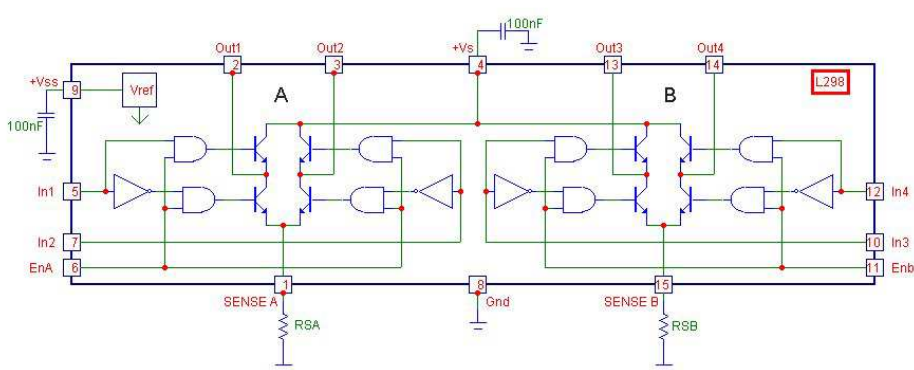 100nF
Out1
Out2
+Vs
Out3
Out4
2
3
4
13
14
+Vss
9
Vref
A
B
L298
100nF
In1
5
12
In4
In2
7
10
In3
EnA
6
11
Enb
1
8
15
SENSE A
Gnd
SENSE B
RSA
RSB